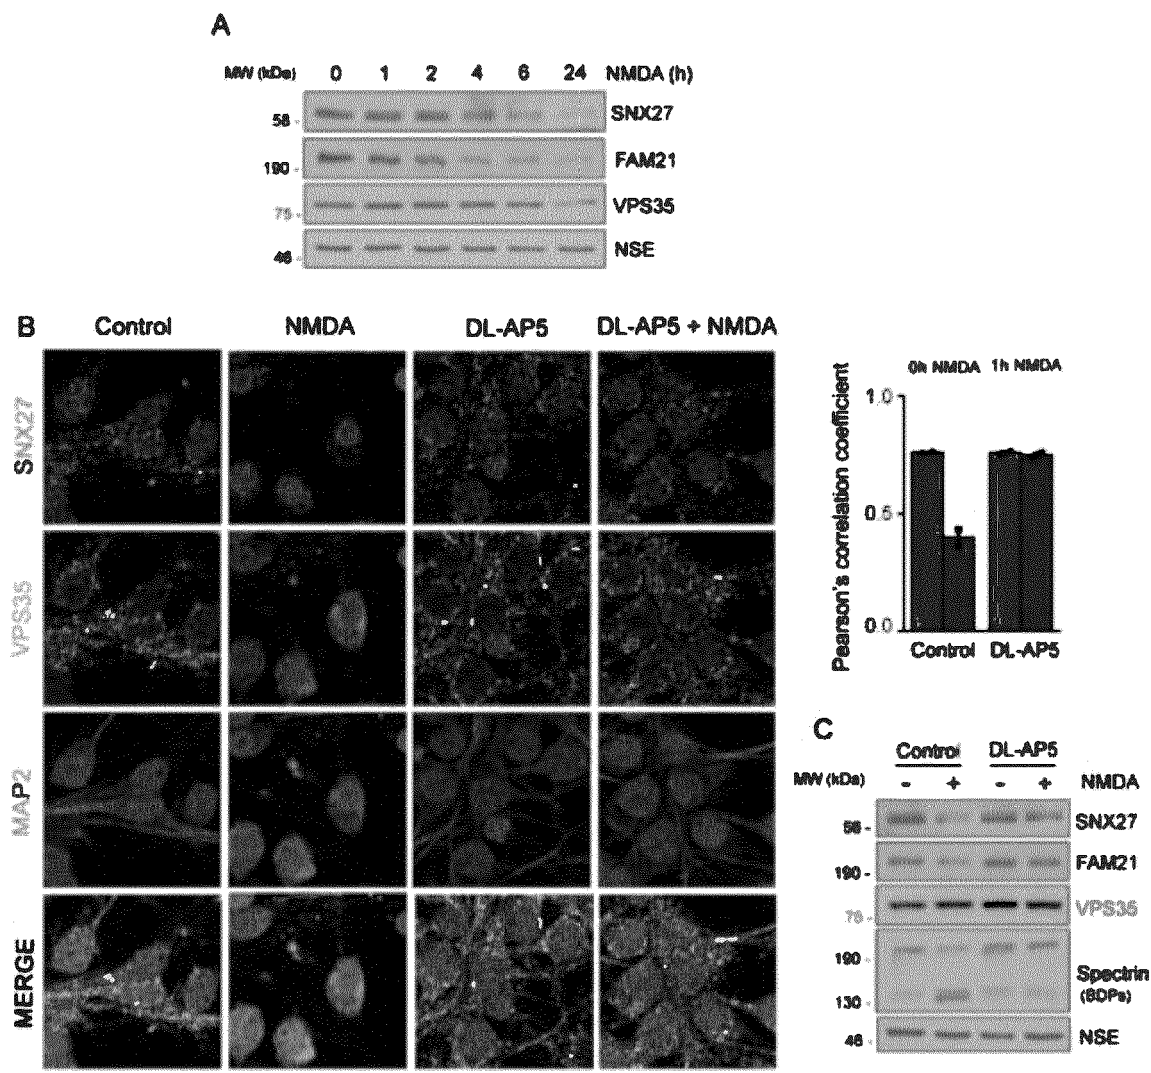 A
MW (kDa) 0 1 2 4 6 24 NMDA (h)
58 - SNX27
190 - FAM21
75 - VPS35
46 - NSE
B
Control NMDA DL-AP5 DL-AP5 + NMDA
SNX27
VPS35
MAP2
MERGE
0h NMDA 1h NMDA
Pearson's correlation coefficient
1.0
0.5
0.0
Control DL-AP5
C
Control DL-AP5
MW (kDa) - + - + NMDA
58 - SNX27
190 - FAM21
75 - VPS35
190 -
Spectrin
(BDPs)
130 -
46 - NSE